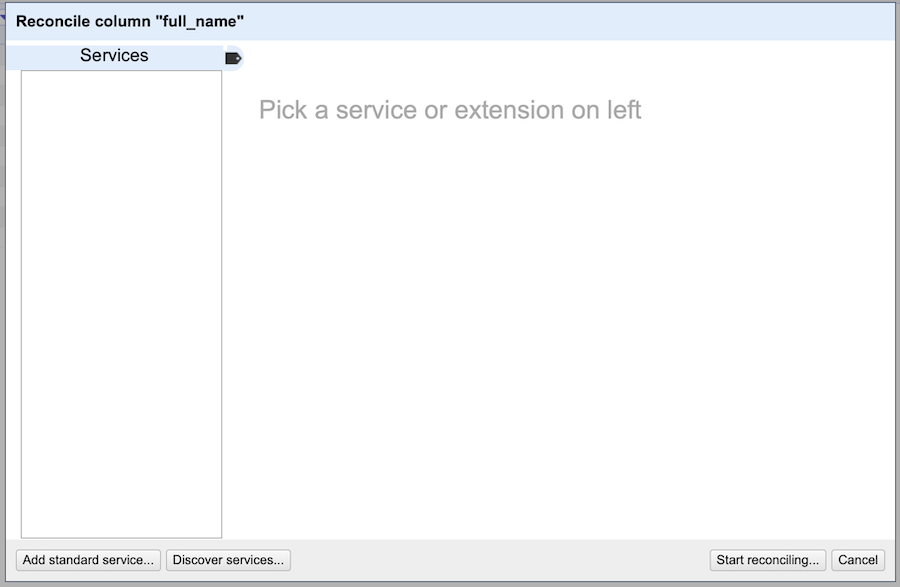 Reconcile column "full_name"
Services
Pick a service or extension on left
Add standard service... Discover services... Start reconciling... Cancel